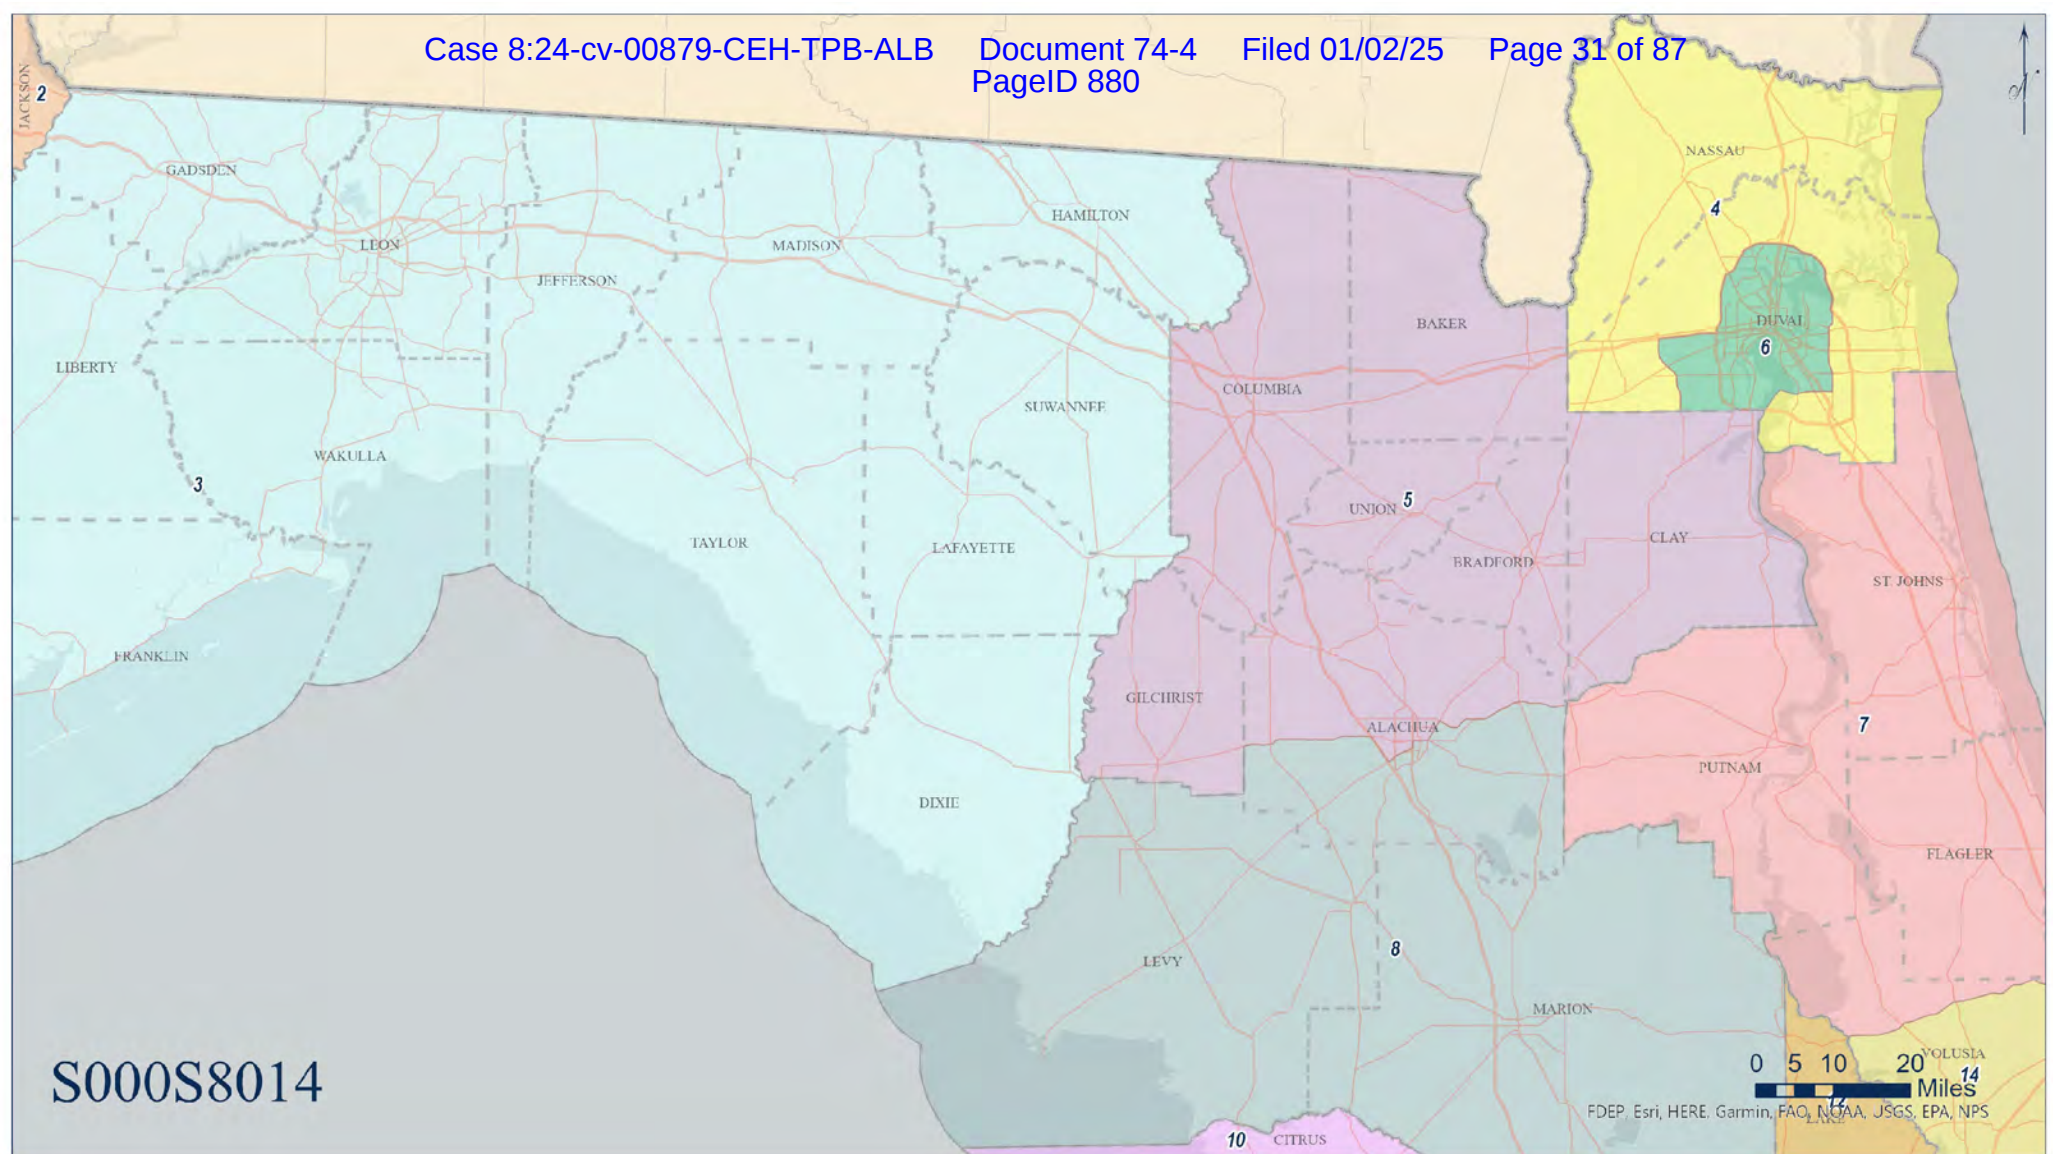 Case 8:24-cv-00879-CEH-TPB-ALB Document 74-4 Filed 01/02/25 Page 31 of 87
PageID 880
JACKSON
2
NASSAU
GADSDEN
4
HAMILTON
LEON
MADISON
JEFFERSON
DUVAL
BAKER
6
LIBERTY
COLUMBIA
SUWANNEE
WAKULLA
3
5
UNION
CLAY
TAYLOR
LAFAYETTE
BRADFORD
ST. JOHNS
FRANKLIN
GILCHRIST
7
ALACHUA
PUTNAM
DIXIE
FLAGLER
8
LEVY
MARION
S000S8014
0 5 10 20
Miles
VOLUSIA
14
12
FDEP, Esri, HERE, Garmin, FAO, NOAA, USGS, EPA, NPS
LAKE
10
CITRUS